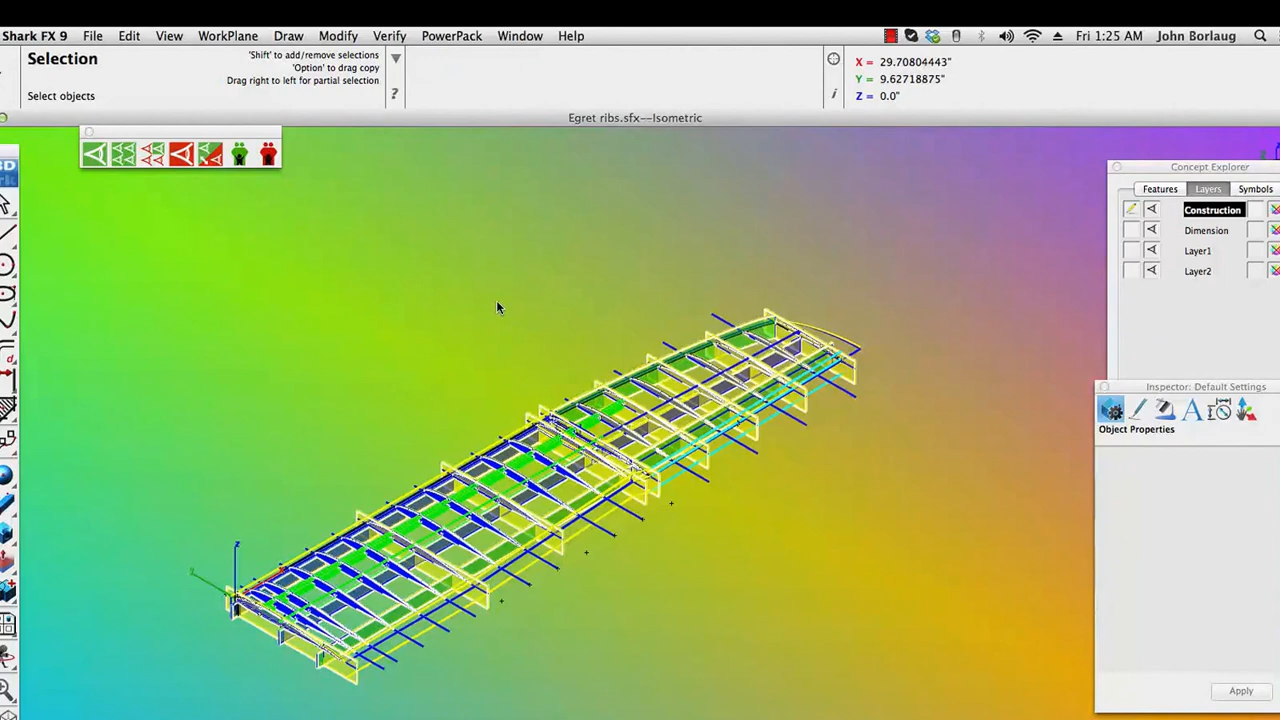 Shark FX 9 File Edit View WorkPlane Draw Modify Verify PowerPack Window Help Fri 1:25 AM John Borlaug
Selection
'Shift' to add/remove selections
'Option' to drag copy
Drag right to left for partial selection
Select objects
?
i
X = 29.70804443"
Y = 9.62718875"
Z = 0.0"
Egret ribs.sfx--Isometric
Concept Explorer
Features Layers Symbols
Construction
Dimension
Layer1
Layer2
Inspector: Default Settings
A
Object Properties
Apply
3D
d
z